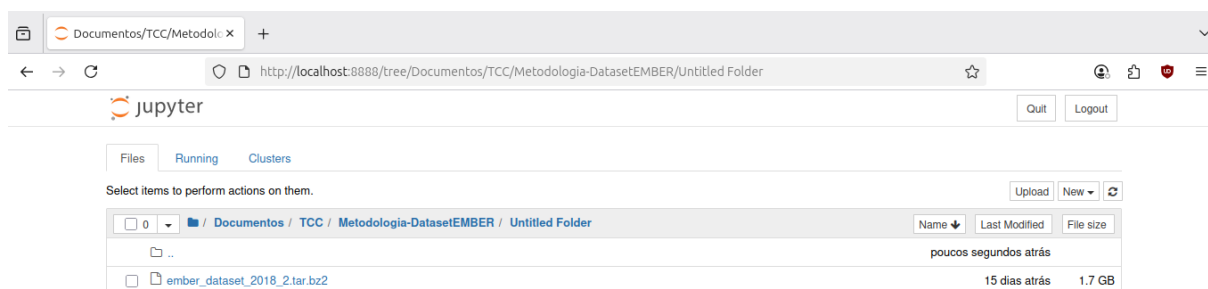 Documentos/TCC/Metodolo
http://localhost:8888/tree/Documentos/TCC/Metodologia-DatasetEMBER/Untitled Folder
jupyter
Quit Logout
Files Running Clusters
Select items to perform actions on them.
Upload New
0 / Documentos / TCC / Metodologia-DatasetEMBER / Untitled Folder Name Last Modified File size
.. poucos segundos atrás
ember_dataset_2018_2.tar.bz2 15 dias atrás 1.7 GB